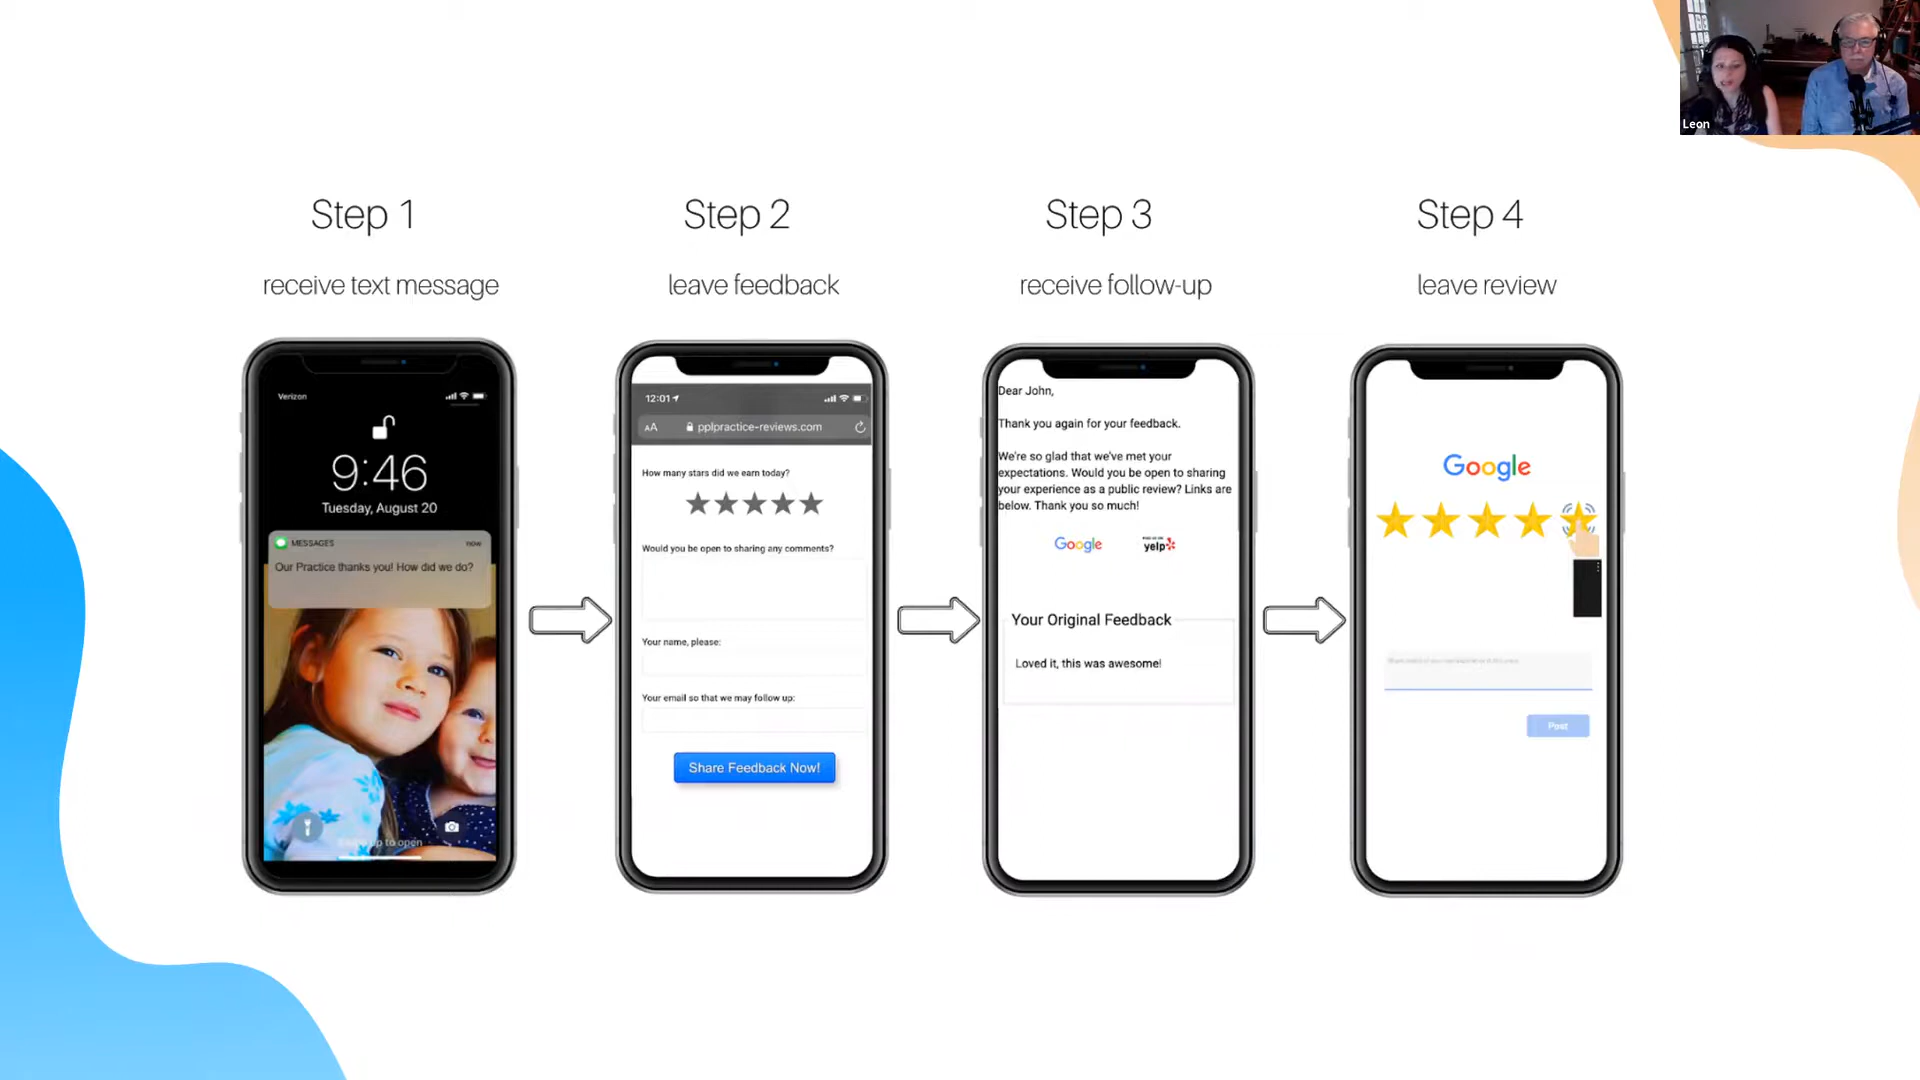 Leon
Step 1
receive text message
Verizon
9:46
Tuesday, August 20
MESSAGES
now
Our Practice thanks you! How did we do?
up to open
Step 2
leave feedback
12:01
AA
pplpractice-reviews.com
How many stars did we earn today?
Would you be open to sharing any comments?
Your name, please:
Your email so that we may follow up:
Share Feedback Now!
Step 3
receive follow-up
Dear John,
Thank you again for your feedback.
We're so glad that we've met your
expectations. Would you be open to sharing
your experience as a public review? Links are
below. Thank you so much!
Google
yelp
Your Original Feedback
Loved it, this was awesome!
Step 4
leave review
Google
Post